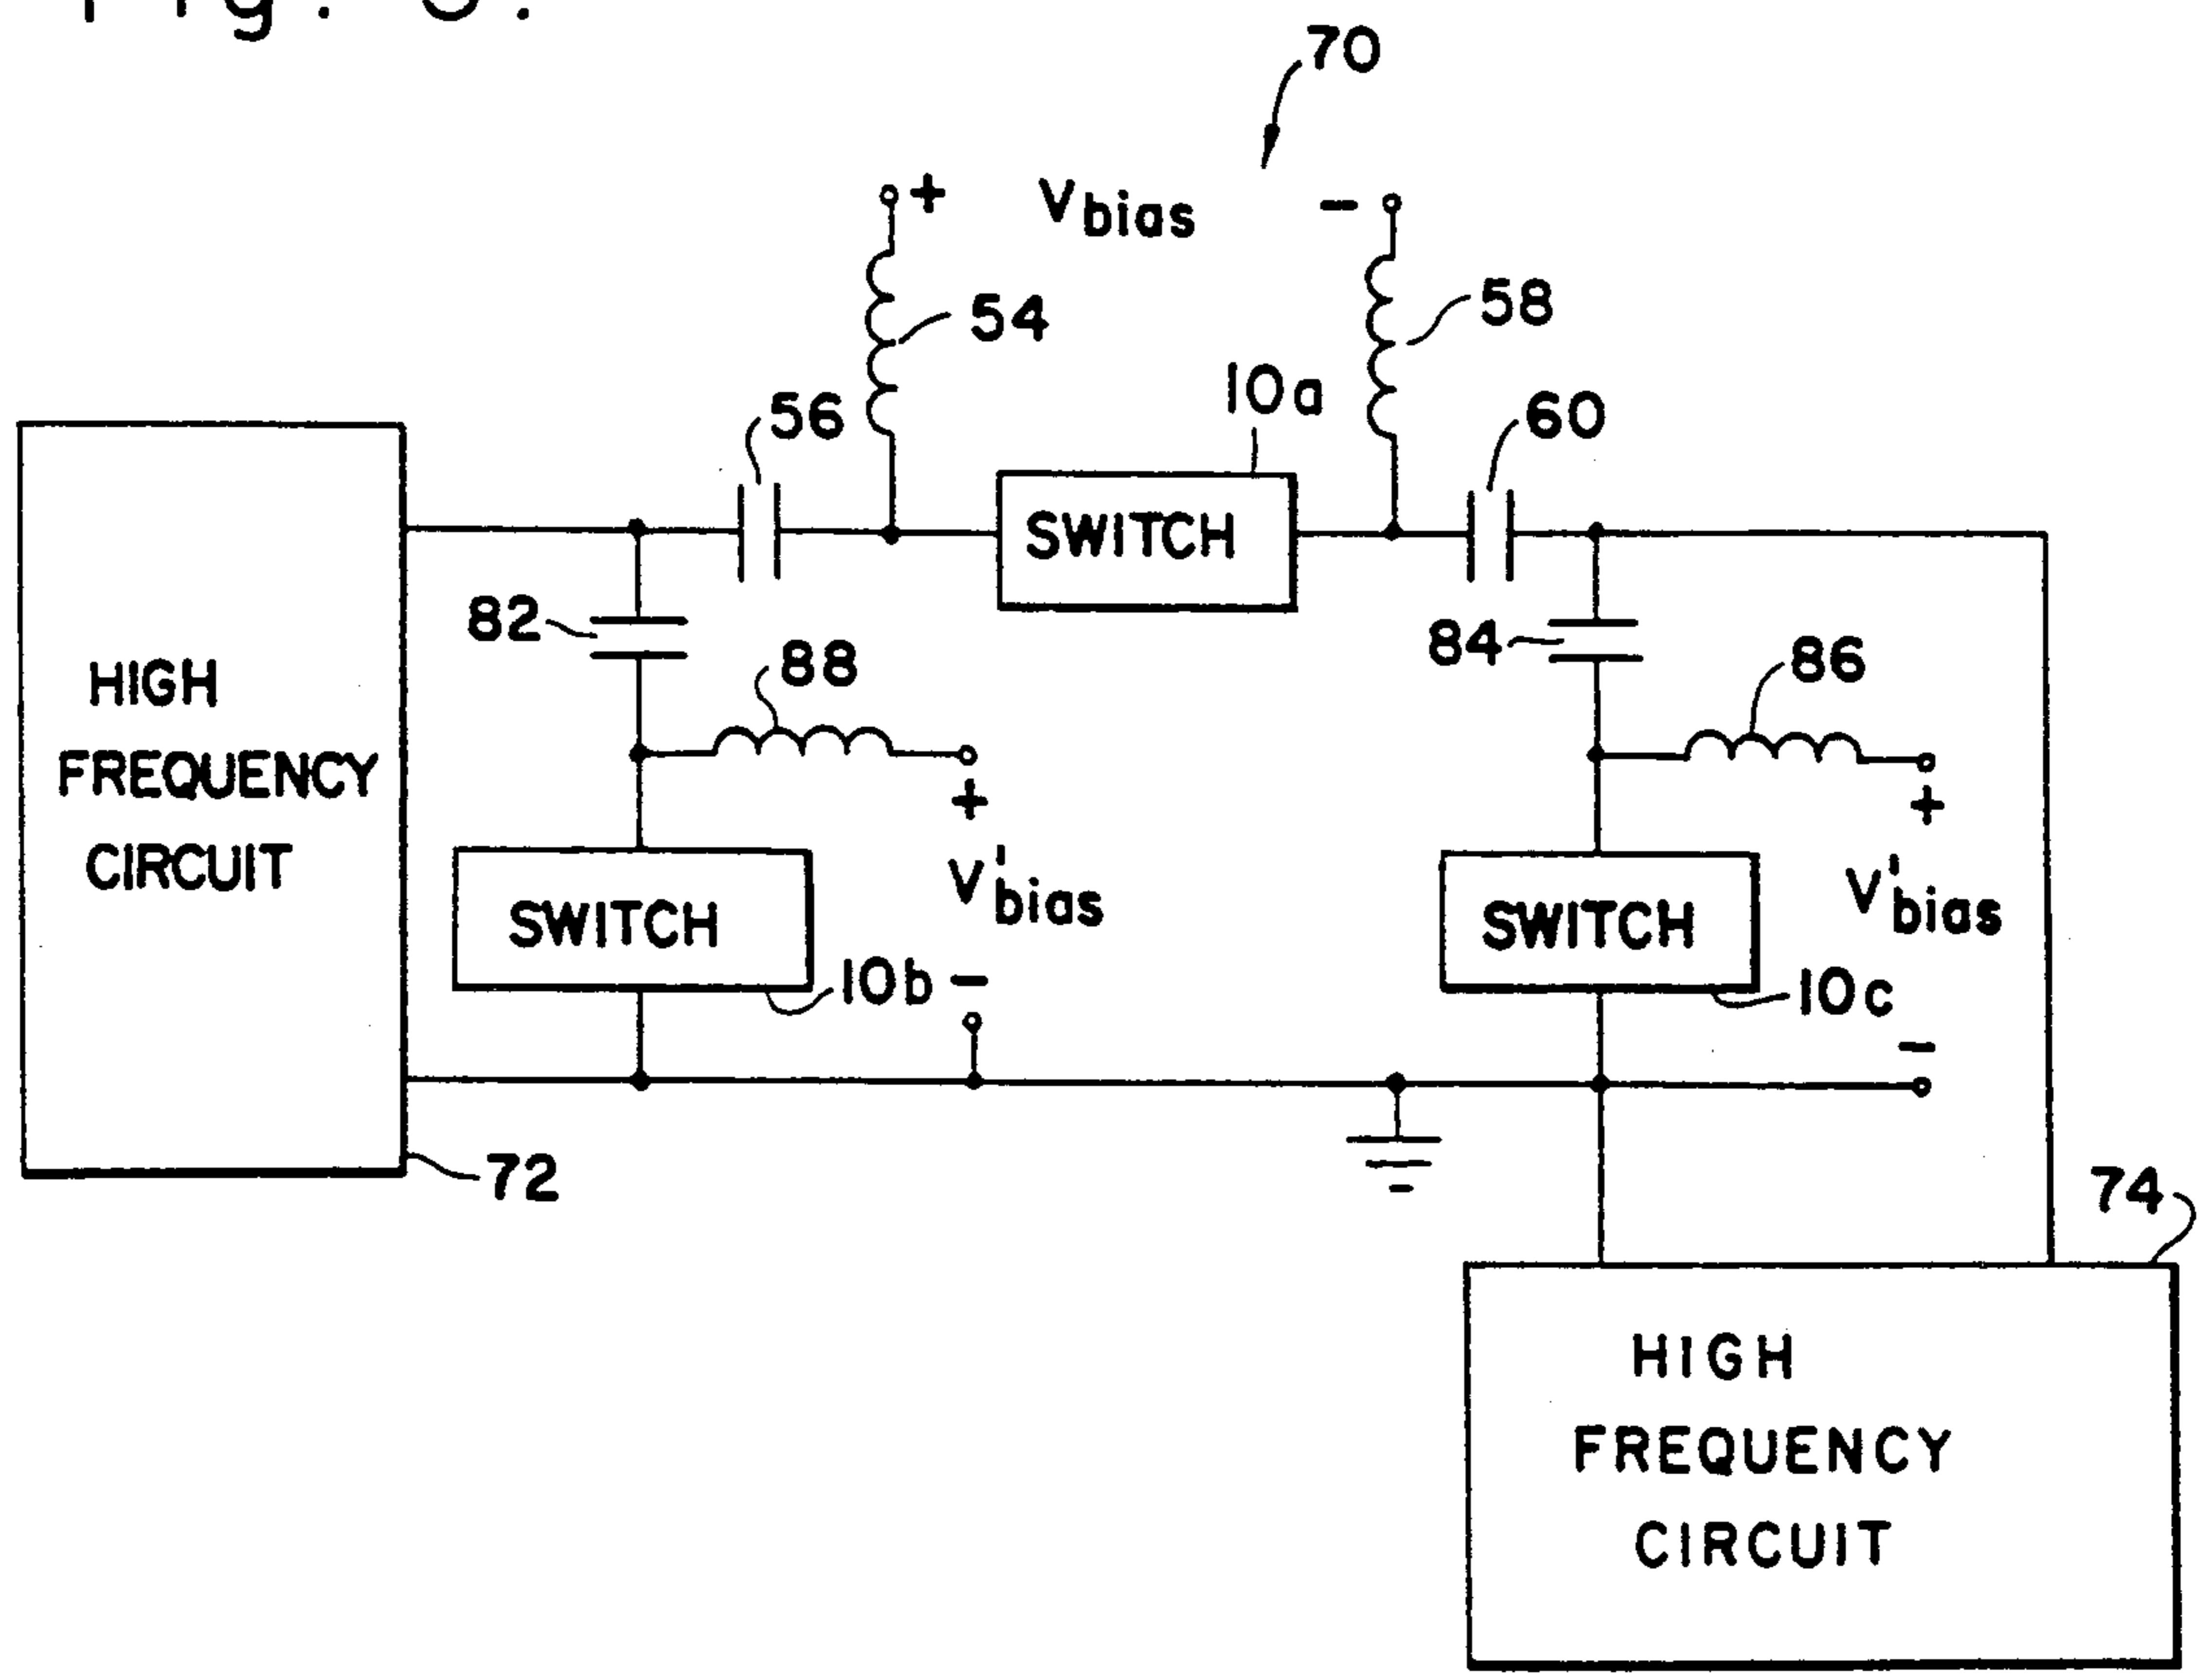 70
+ Vbias -
54
58
10a
56
60
SWITCH
82
84
88
86
HIGH
FREQUENCY
CIRCUIT
+
+
V'bias
V'bias
SWITCH
SWITCH
10b -
10c
-
72
74
HIGH
FREQUENCY
CIRCUIT